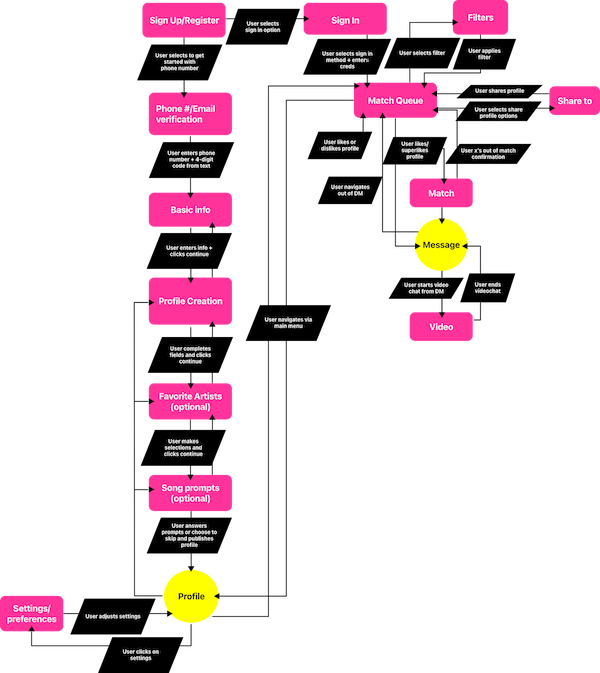 Sign Up/Register
User selects
sign in option
Sign In
Filters
User selects to get
started with
phone number
User selects sign in
method + enters
creds
User selects filter
User applies
filter
Phone #/Email
verification
Match Queue
User shares profile
Share to
User selects share
profile options
User enters phone
number + 4-digit
code from text
User likes or
dislikes profile
User likes/
superlikes
profile
User x's out of match
confirmation
User navigates
out of DM
Match
Basic info
User enters info +
clicks continue
Message
User starts video
chat from DM
User ends
videochat
Profile Creation
User navigates via
main menu
Video
User completes
fields and clicks
continue
Favorite Artists
(optional)
User makes
selections and
clicks continue
Song prompts
(optional)
User answers
prompts or choose to
skip and publishes
profile
Profile
Settings/
preferences
User adjusts settings
User clicks on
settings